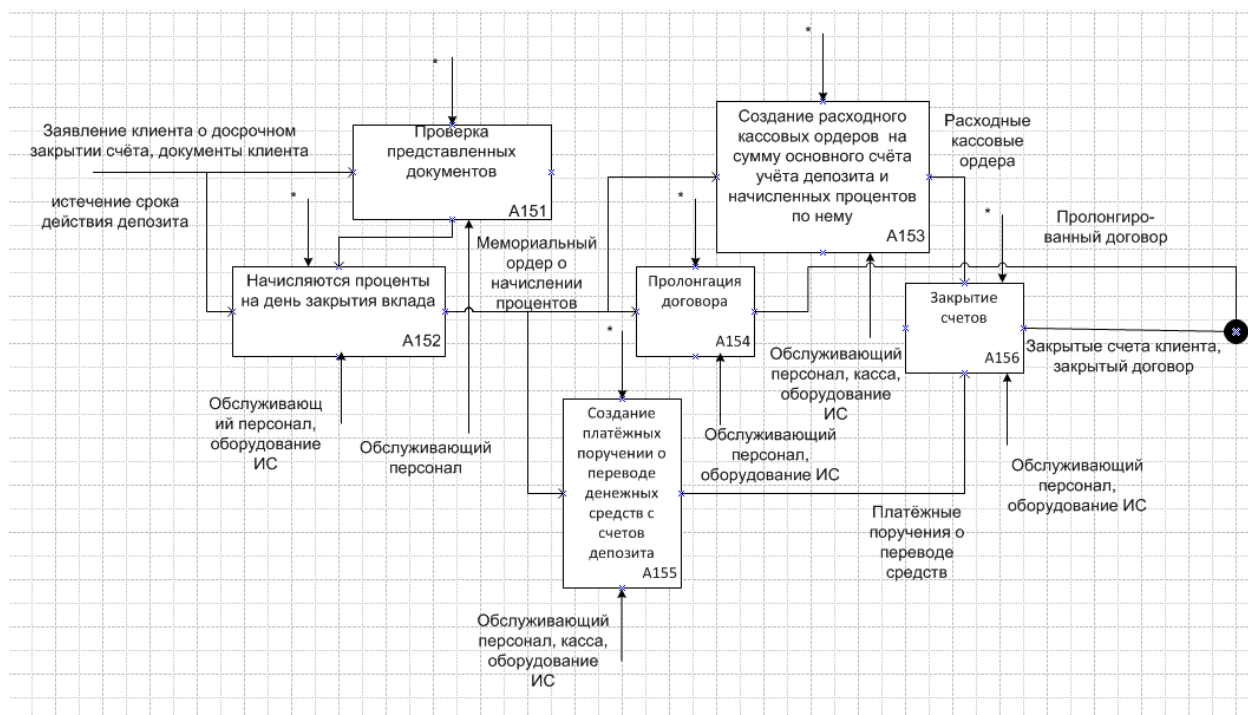 *
*
Заявление клиента о досрочном
закрытии счёта, документы клиента
Проверка
представленных
документов
A151
Создание расходного
кассовых ордеров на
сумму основного счёта
учёта депозита и
начисленных процентов
по нему
A153
Расходные
кассовые
ордера
истечение срока
действия депозита
*
*
*
Пролонгиро-
ванный договор
Мемориальный
ордер о
начислении
процентов
Начисляются проценты
на день закрытия вклада
A152
Пролонгация
договора
A154
Закрытие
счетов
A156
*
Закрытые счета клиента,
закрытый договор
Обслуживающ
ий персонал,
оборудование
ИС
Обслуживающий
персонал
Обслуживающий
персонал, касса,
оборудование
ИС
Создание
платёжных
поручении о
переводе
денежных
средств с
счетов
депозита
A155
Обслуживающий
персонал,
оборудование ИС
Обслуживающий
персонал,
оборудование ИС
Платёжные
поручения о
переводе
средств
Обслуживающий
персонал, касса,
оборудование
ИС